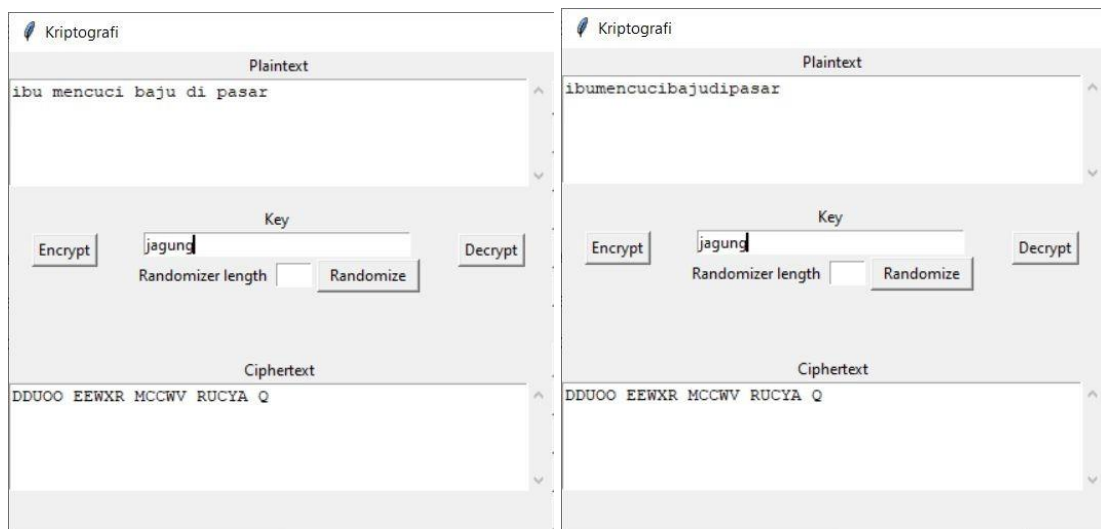 Kriptografi
Plaintext
ibu mencuci baju di pasar
Key
Encrypt
jagung
Decrypt
Randomizer length
Randomize
Ciphertext
DDUOO EEWXR MCCWV RUCYA Q
Kriptografi
Plaintext
ibumencucibajudipasar
Key
Encrypt
jagung
Decrypt
Randomizer length
Randomize
Ciphertext
DDUOO EEWXR MCCWV RUCYA Q